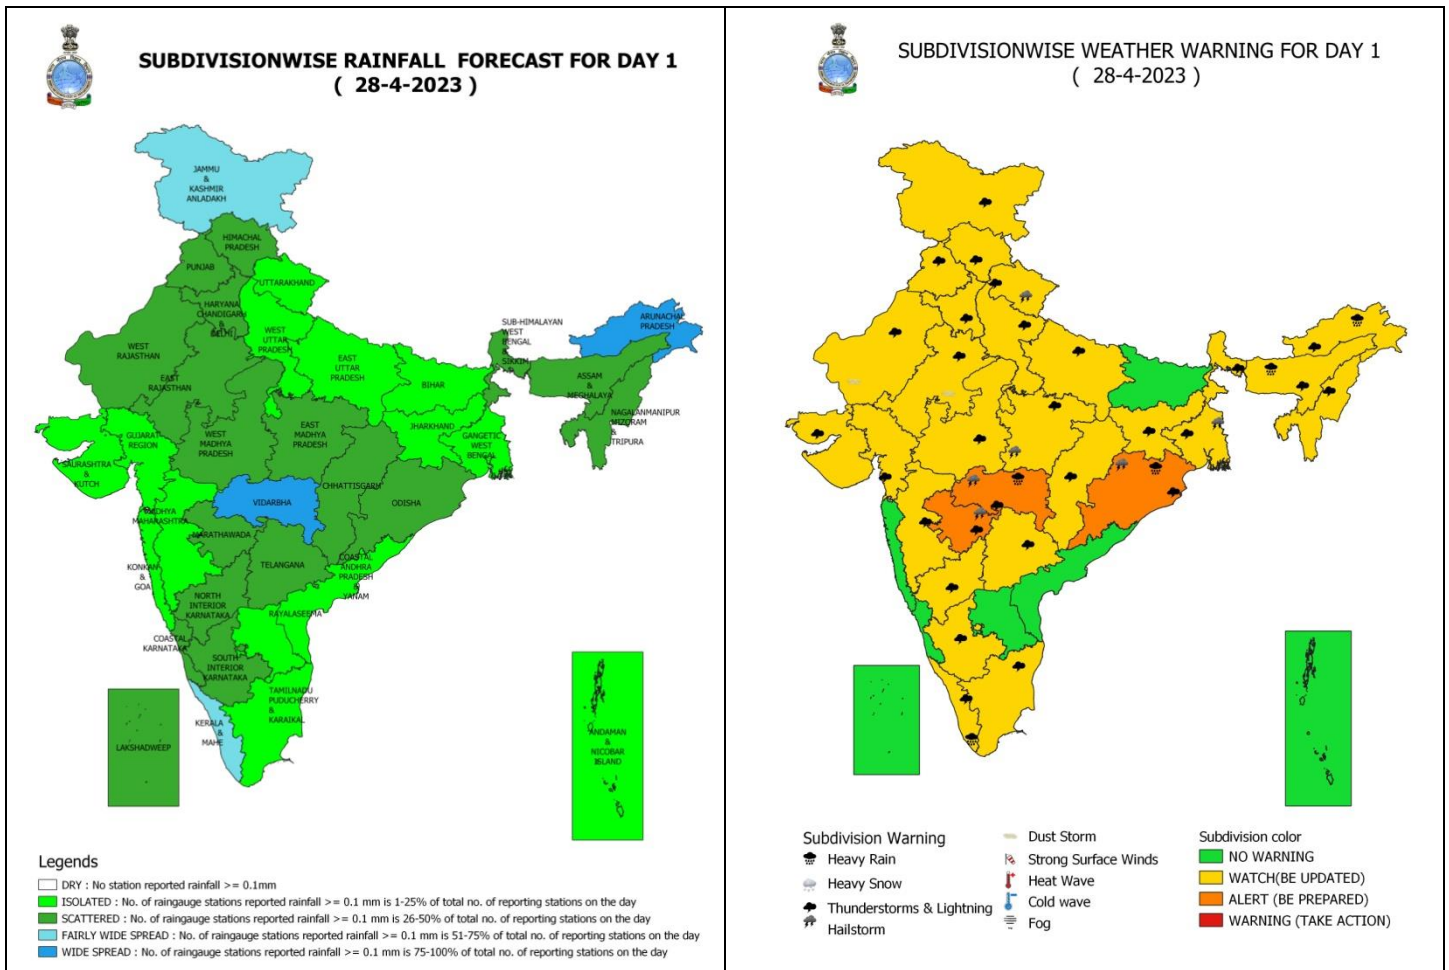 SUBDIVISIONWISE RAINFALL FORECAST FOR DAY 1
( 28-4-2023 )
JAMMU
&
KASHMIR
ANLADAKH
HIMACHAL
PRADESH
PUNJAB
UTTARAKHAND
HARYANA
CHANDIGARH
&
DELHI
WEST
UTTAR
PRADESH
WEST
RAJASTHAN
EAST
RAJASTHAN
EAST
UTTAR
PRADESH
BIHAR
SUB-HIMALAYAN
WEST
BENGAL
&
SIKKIM
ARUNACHAL
PRADESH
ASSAM
&
MEGHALAYA
NAGALANMANIPUR
MIZORAM
&
TRIPURA
JHARKHAND
GANGETIC
WEST
BENGAL
GUJARAT
REGION
SAURASHTRA
&
KUTCH
WEST
MADHYA
PRADESH
EAST
MADHYA
PRADESH
CHHATTISGARH
ODISHA
VIDARBHA
MADHYA
MAHARASHTRA
MARATHAWADA
TELANGANA
COASTAL
ANDHRA
PRADESH
&
YANAM
KONKAN
&
GOA
NORTH
INTERIOR
KARNATAKA
RAYALASEEMA
COASTAL
KARNATAKA
SOUTH
INTERIOR
KARNATAKA
TAMILNADU
PUDUCHERRY
&
KARAIKAL
KERALA
&
MAHE
LAKSHADWEEP
ANDAMAN
&
NICOBAR
ISLAND
Legends
DRY : No station reported rainfall >= 0.1mm
ISOLATED : No. of raingauge stations reported rainfall >= 0.1 mm is 1-25% of total no. of reporting stations on the day
SCATTERED : No. of raingauge stations reported rainfall >= 0.1 mm is 26-50% of total no. of reporting stations on the day
FAIRLY WIDE SPREAD : No. of raingauge stations reported rainfall >= 0.1 mm is 51-75% of total no. of reporting stations on the day
WIDE SPREAD : No. of raingauge stations reported rainfall >= 0.1 mm is 75-100% of total no. of reporting stations on the day
SUBDIVISIONWISE WEATHER WARNING FOR DAY 1
( 28-4-2023 )
Subdivision Warning
Heavy Rain
Heavy Snow
Thunderstorms & Lightning
Hailstorm
Dust Storm
Strong Surface Winds
Heat Wave
Cold wave
Fog
Subdivision color
NO WARNING
WATCH(BE UPDATED)
ALERT (BE PREPARED)
WARNING (TAKE ACTION)